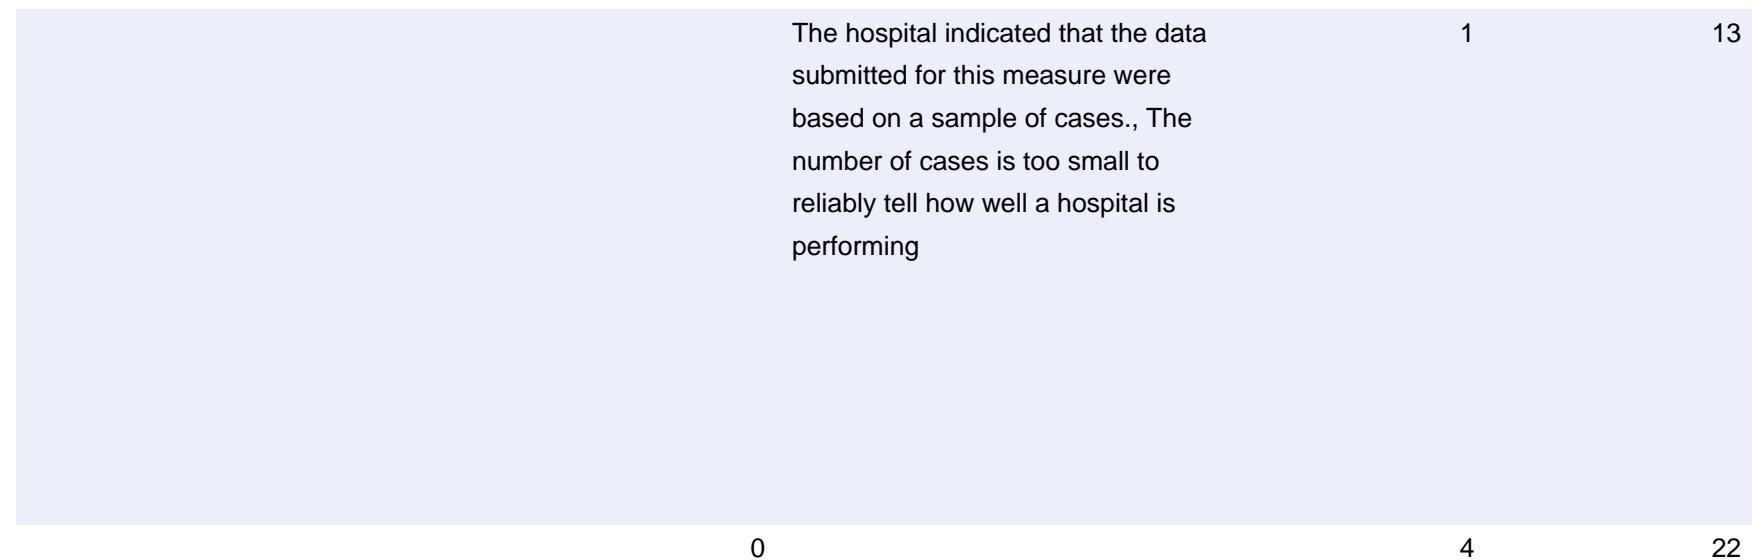 The hospital indicated that the data 1 13
submitted for this measure were
based on a sample of cases., The
number of cases is too small to
reliably tell how well a hospital is
performing
0 4 22